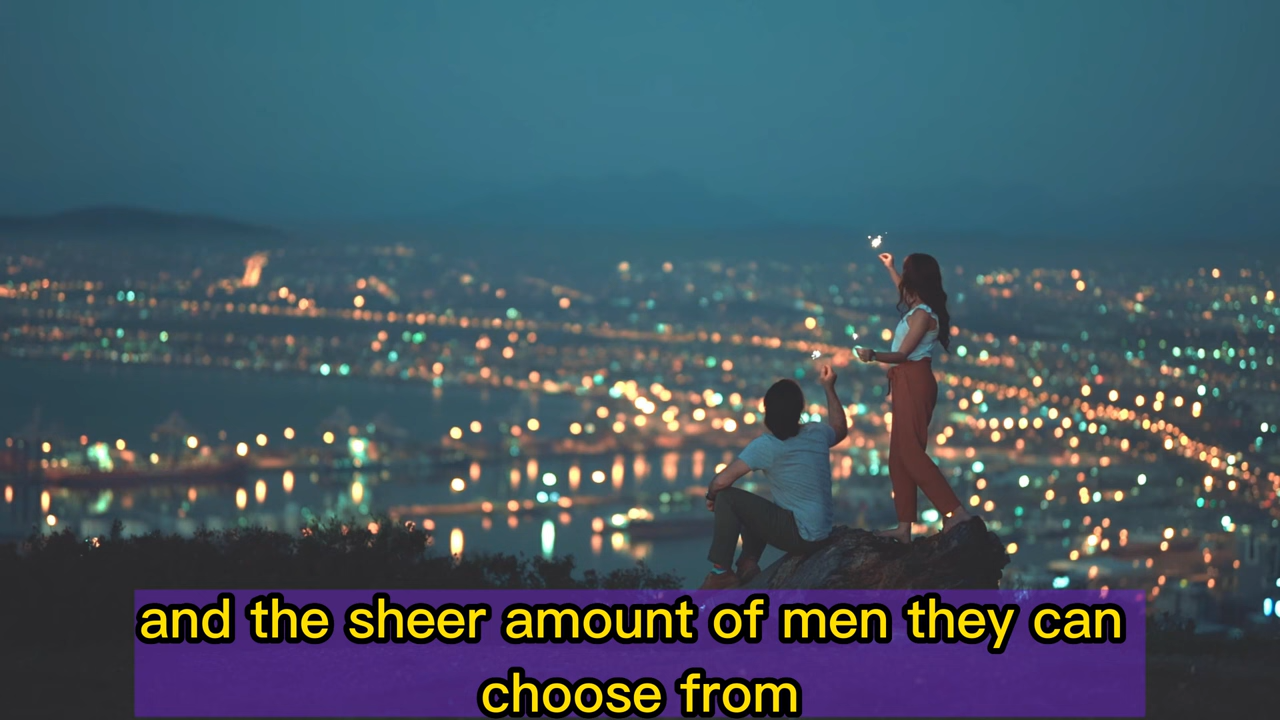 and the sheer amount of men they can
choose from